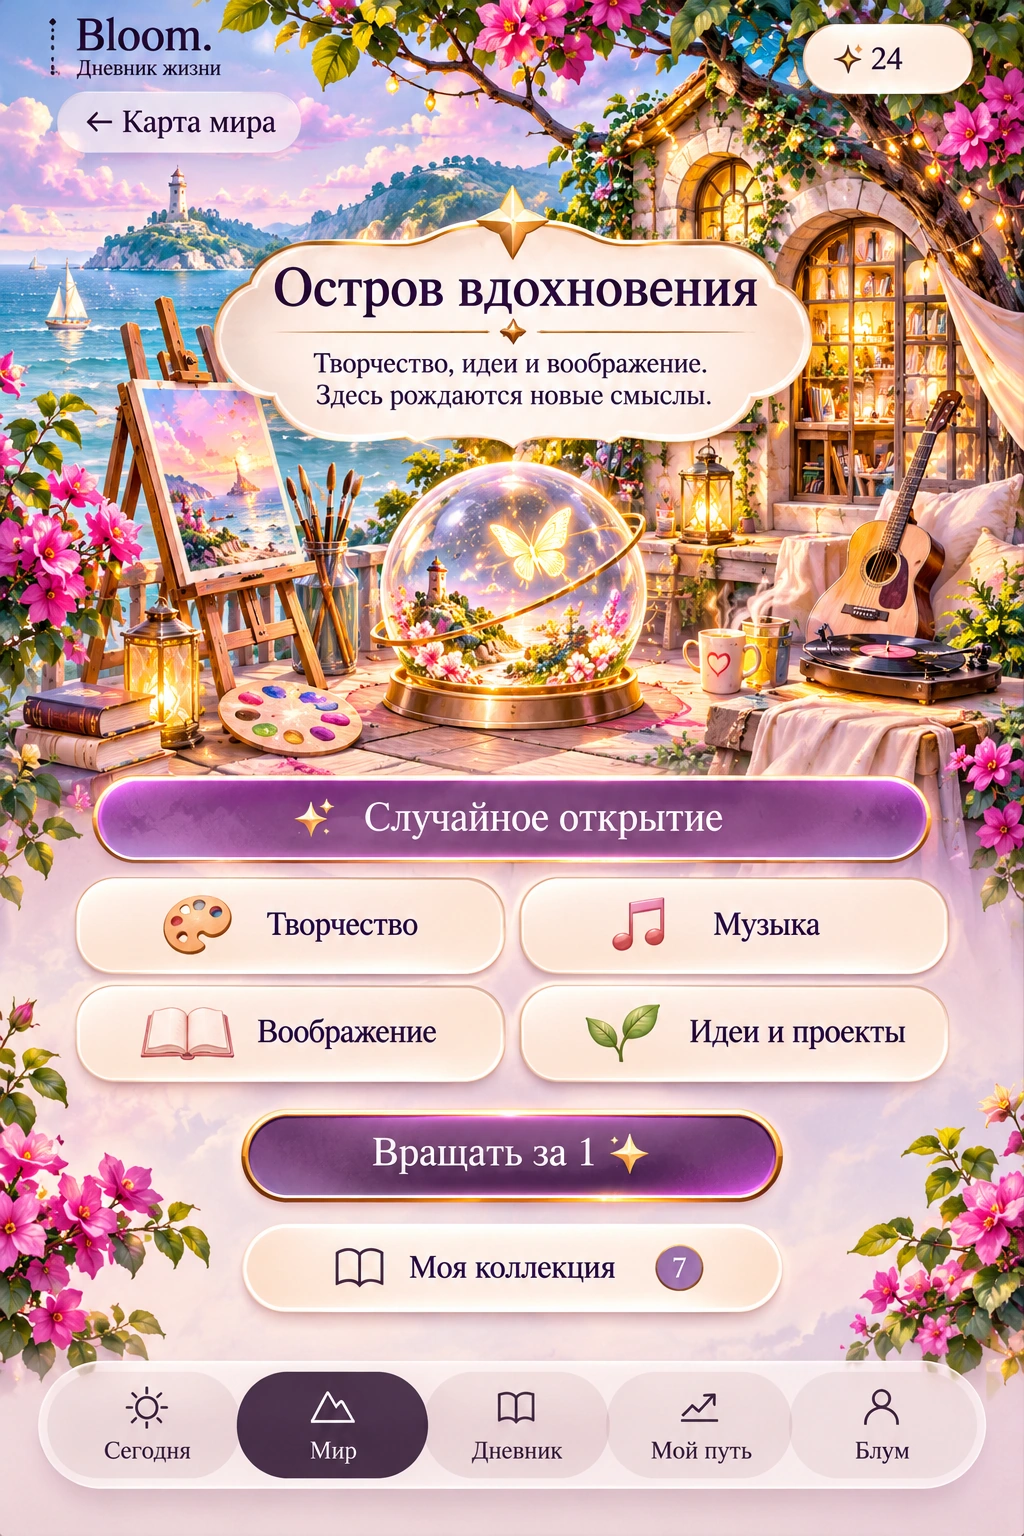 Bloom.
Дневник жизни
24
← Карта мира
Остров вдохновения
Творчество, идеи и воображение.
Здесь рождаются новые смыслы.
Случайное открытие
Творчество
Музыка
Воображение
Идеи и проекты
Вращать за 1
Моя коллекция 7
Сегодня
Мир
Дневник
Мой путь
Блум